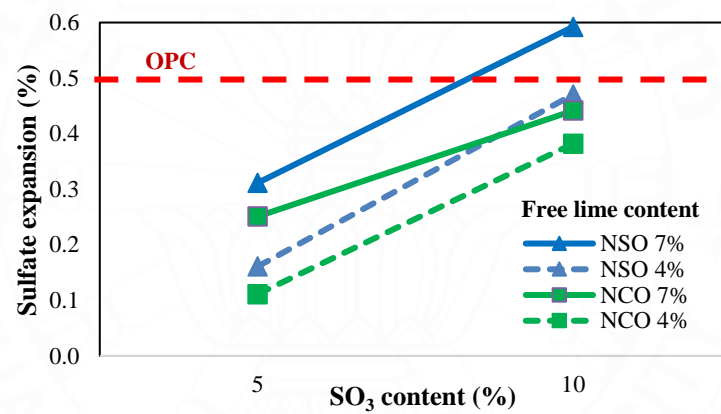 0.6
OPC
0.5
0.4
0.3
0.2
0.1
0.0
Sulfate expansion (%)
Free lime content
NSO 7%
NSO 4%
NCO 7%
NCO 4%
5
10
SO₃ content (%)